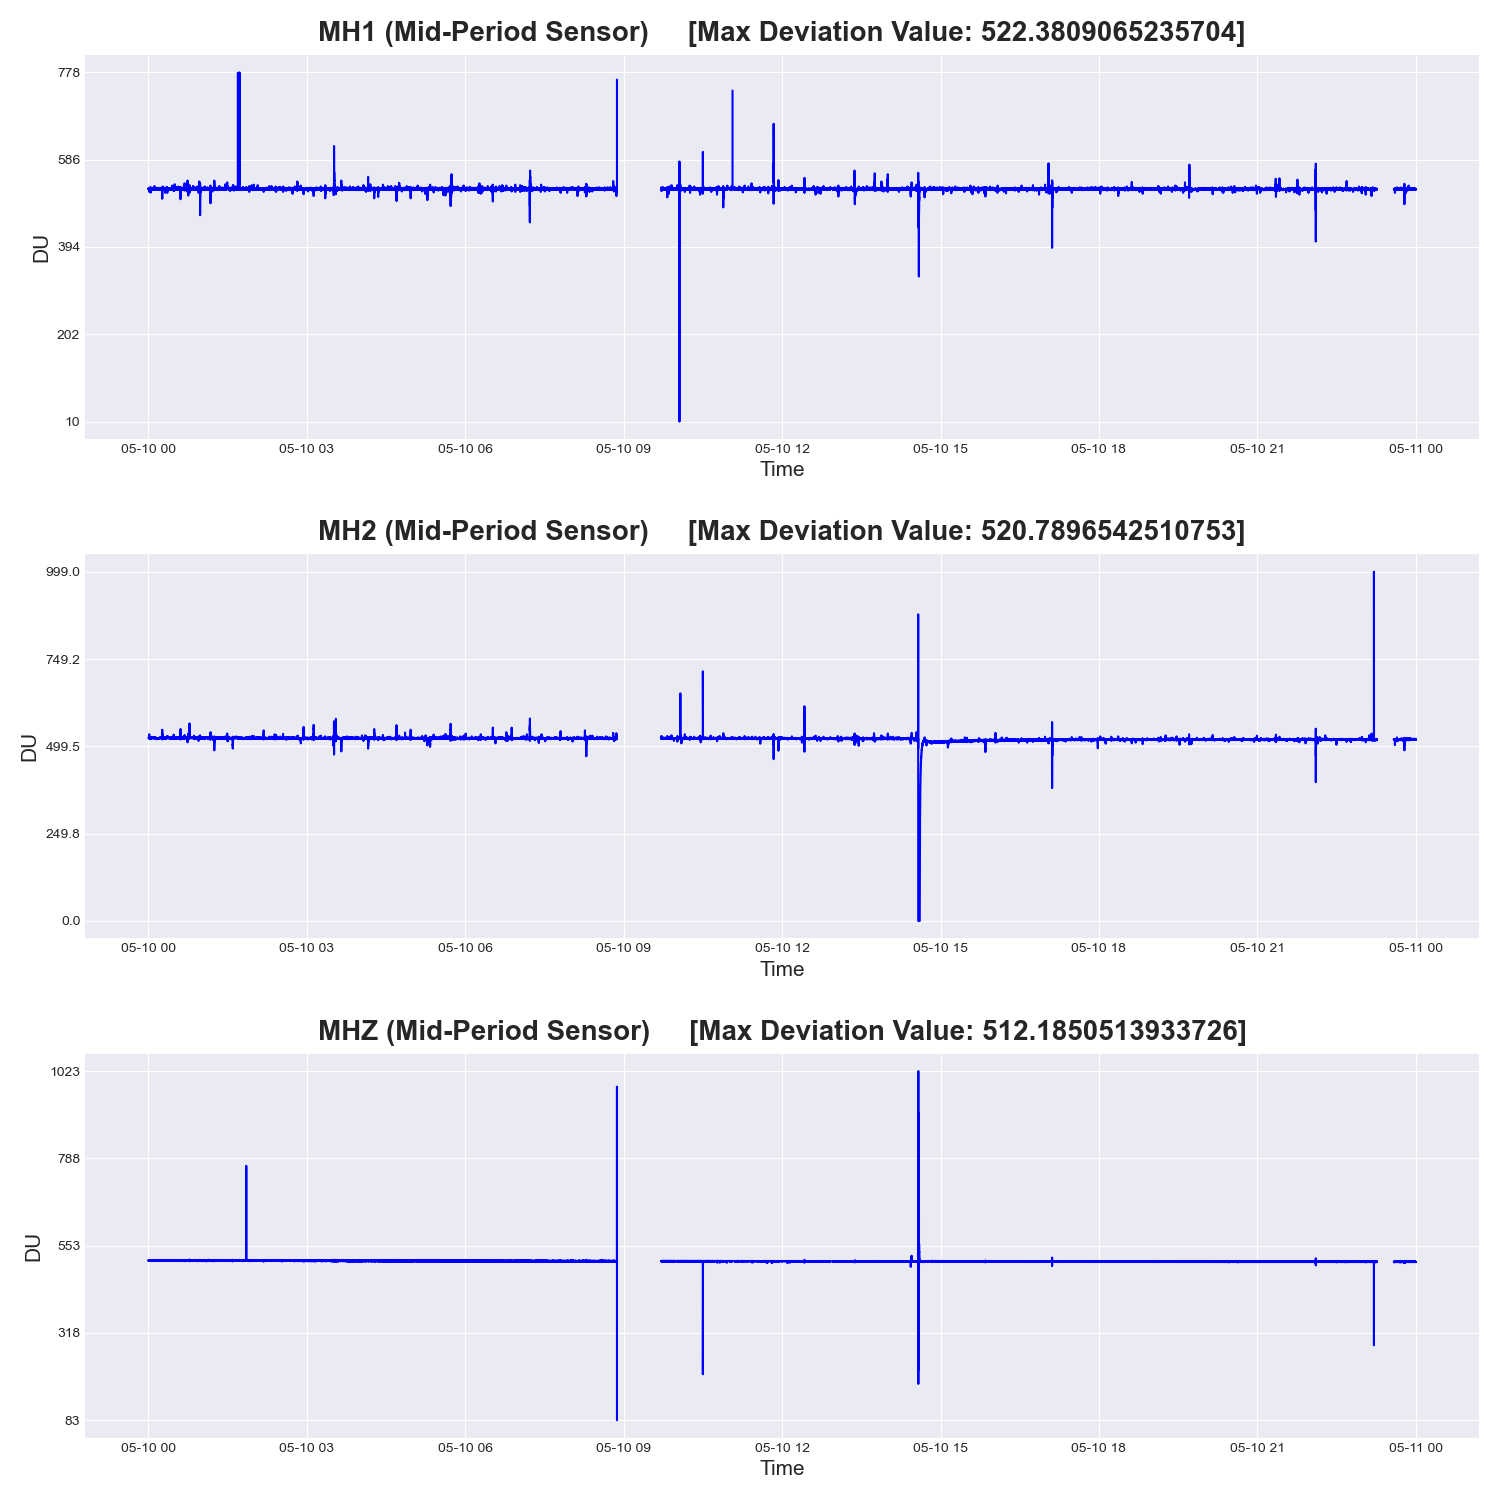 MH1 (Mid-Period Sensor) [Max Deviation Value: 522.3809065235704]
778
586
394
202
10
DU
05-10 00 05-10 03 05-10 06 05-10 09 05-10 12 05-10 15 05-10 18 05-10 21 05-11 00
Time
MH2 (Mid-Period Sensor) [Max Deviation Value: 520.7896542510753]
999.0
749.2
499.5
249.8
0.0
DU
05-10 00 05-10 03 05-10 06 05-10 09 05-10 12 05-10 15 05-10 18 05-10 21 05-11 00
Time
MHZ (Mid-Period Sensor) [Max Deviation Value: 512.1850513933726]
1023
788
553
318
83
DU
05-10 00 05-10 03 05-10 06 05-10 09 05-10 12 05-10 15 05-10 18 05-10 21 05-11 00
Time